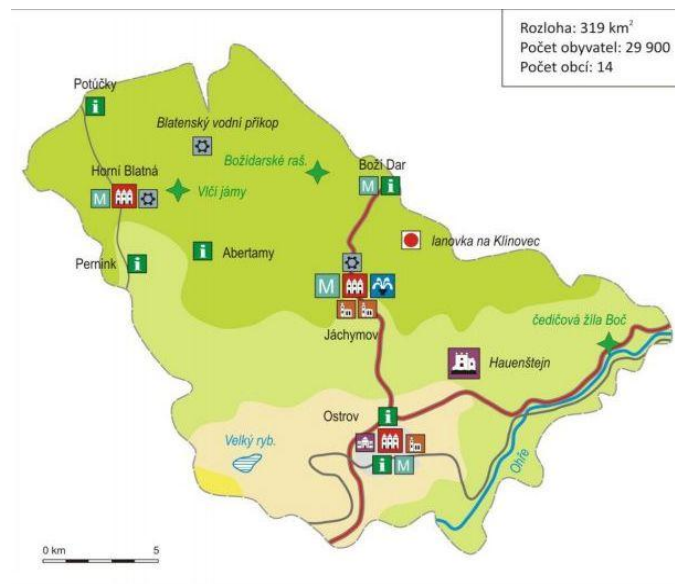 Rozloha: 319 km²
Počet obyvatel: 29 900
Počet obcí: 14
Potůčky
Blatenský vodní příkop
Božidarské raš.
Boží Dar
Horní Blatná
Vlčí jámy
M
i
M
i
lanovka na Klínovec
Pernink
i
i
Abertamy
M
Jáchymov
čedičová žíla Boč
Hauenštejn
Ostrov
i
Velký ryb.
i
M
Ohře
0 km
5